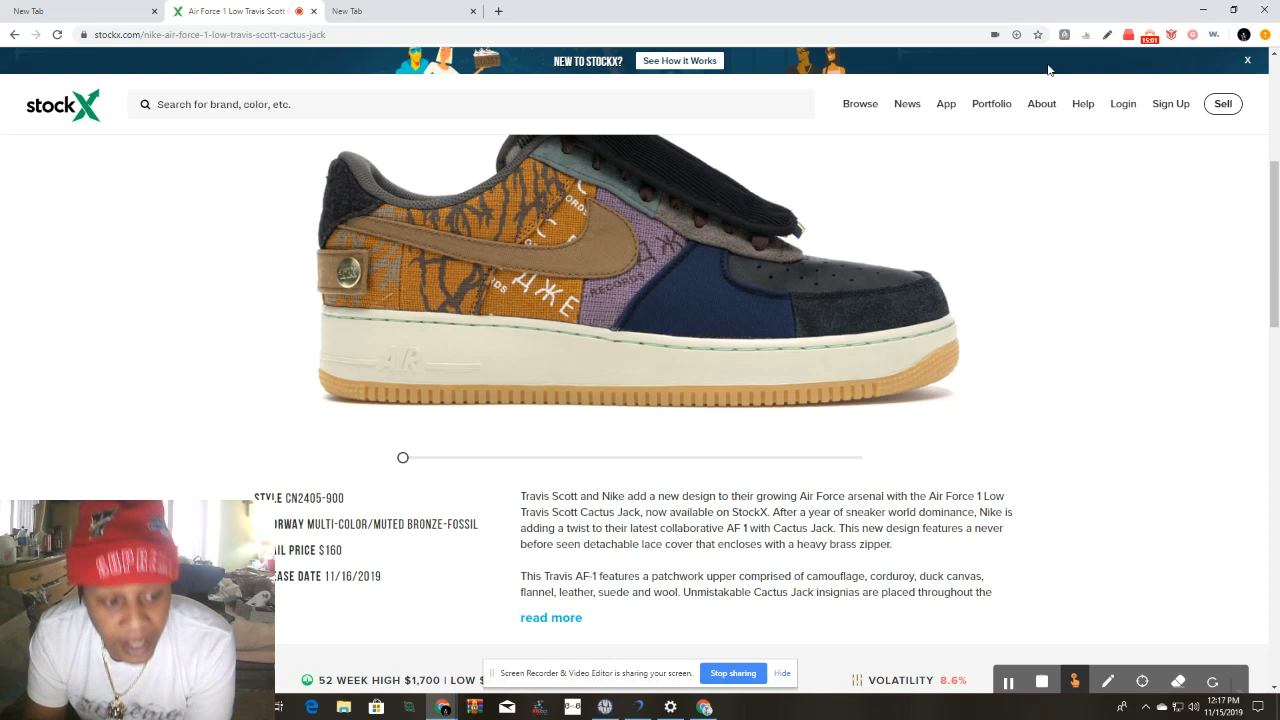 New Tab
Air Force 1 Low Travis Scott C
New Tab
stockx.com/nike-air-force-1-low-travis-scott-cactus-jack
15:01
NEW TO STOCKX?
See How it Works
X
stockX
Search for brand, color, etc.
Browse
News
App
Portfolio
About
Help
Login
Sign Up
Sell
ДЖЕ
RECORDS
AIR
STYLE CN2405-900
ORWAY MULTI-COLOR/MUTED BRONZE-FOSSIL
AIL PRICE $160
EASE DATE 11/16/2019
Travis Scott and Nike add a new design to their growing Air Force arsenal with the Air Force 1 Low
Travis Scott Cactus Jack, now available on StockX. After a year of sneaker world dominance, Nike is
adding a twist to their latest collaborative AF 1 with Cactus Jack. This new design features a never
before seen detachable lace cover that encloses with a heavy brass zipper.
This Travis AF-1 features a patchwork upper comprised of camouflage, corduroy, duck canvas,
flannel, leather, suede and wool. Unmistakable Cactus Jack insignias are placed throughout the
read more
52 WEEK HIGH $1,700 | LOW $
VOLATILITY 8.6%
Screen Recorder & Video Editor is sharing your screen.
Stop sharing
Hide
12:17 PM
11/15/2019